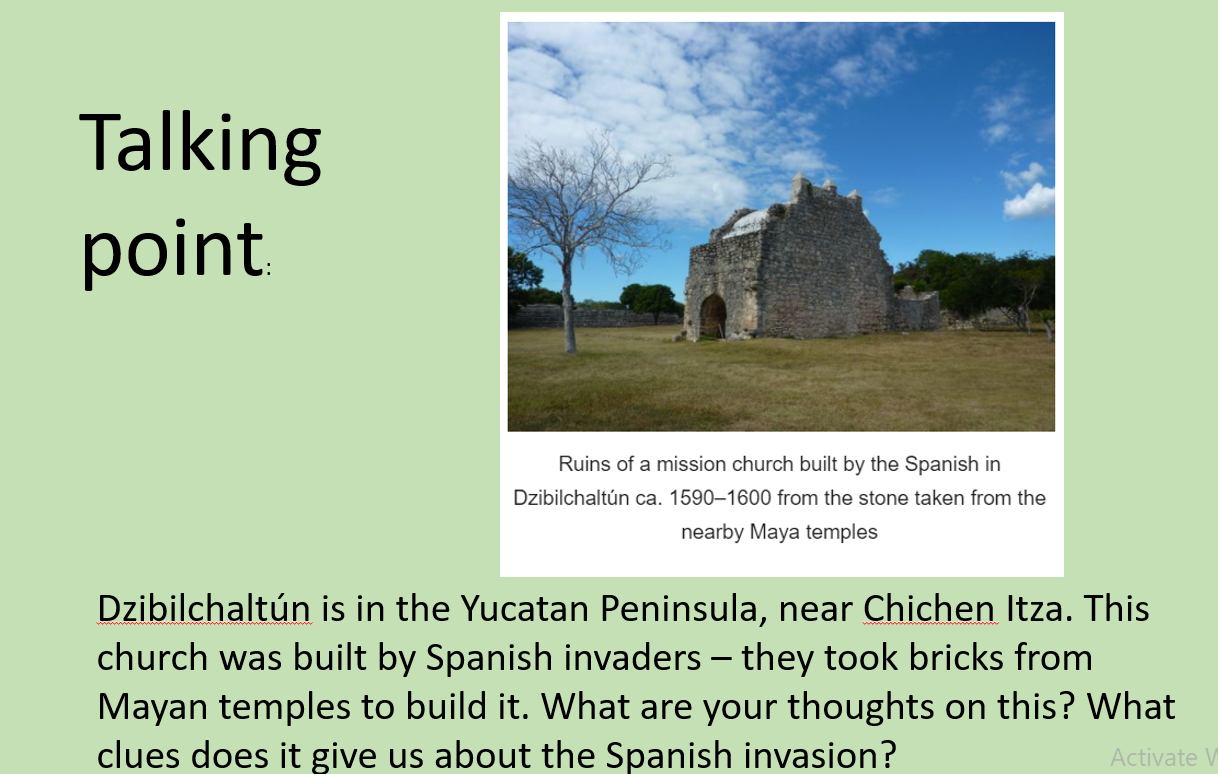 Talking
point:
Ruins of a mission church built by the Spanish in
Dzibilchaltún ca. 1590–1600 from the stone taken from the
nearby Maya temples
Dzibilchaltún is in the Yucatan Peninsula, near Chichen Itza. This
church was built by Spanish invaders – they took bricks from
Mayan temples to build it. What are your thoughts on this? What
clues does it give us about the Spanish invasion?
Activate